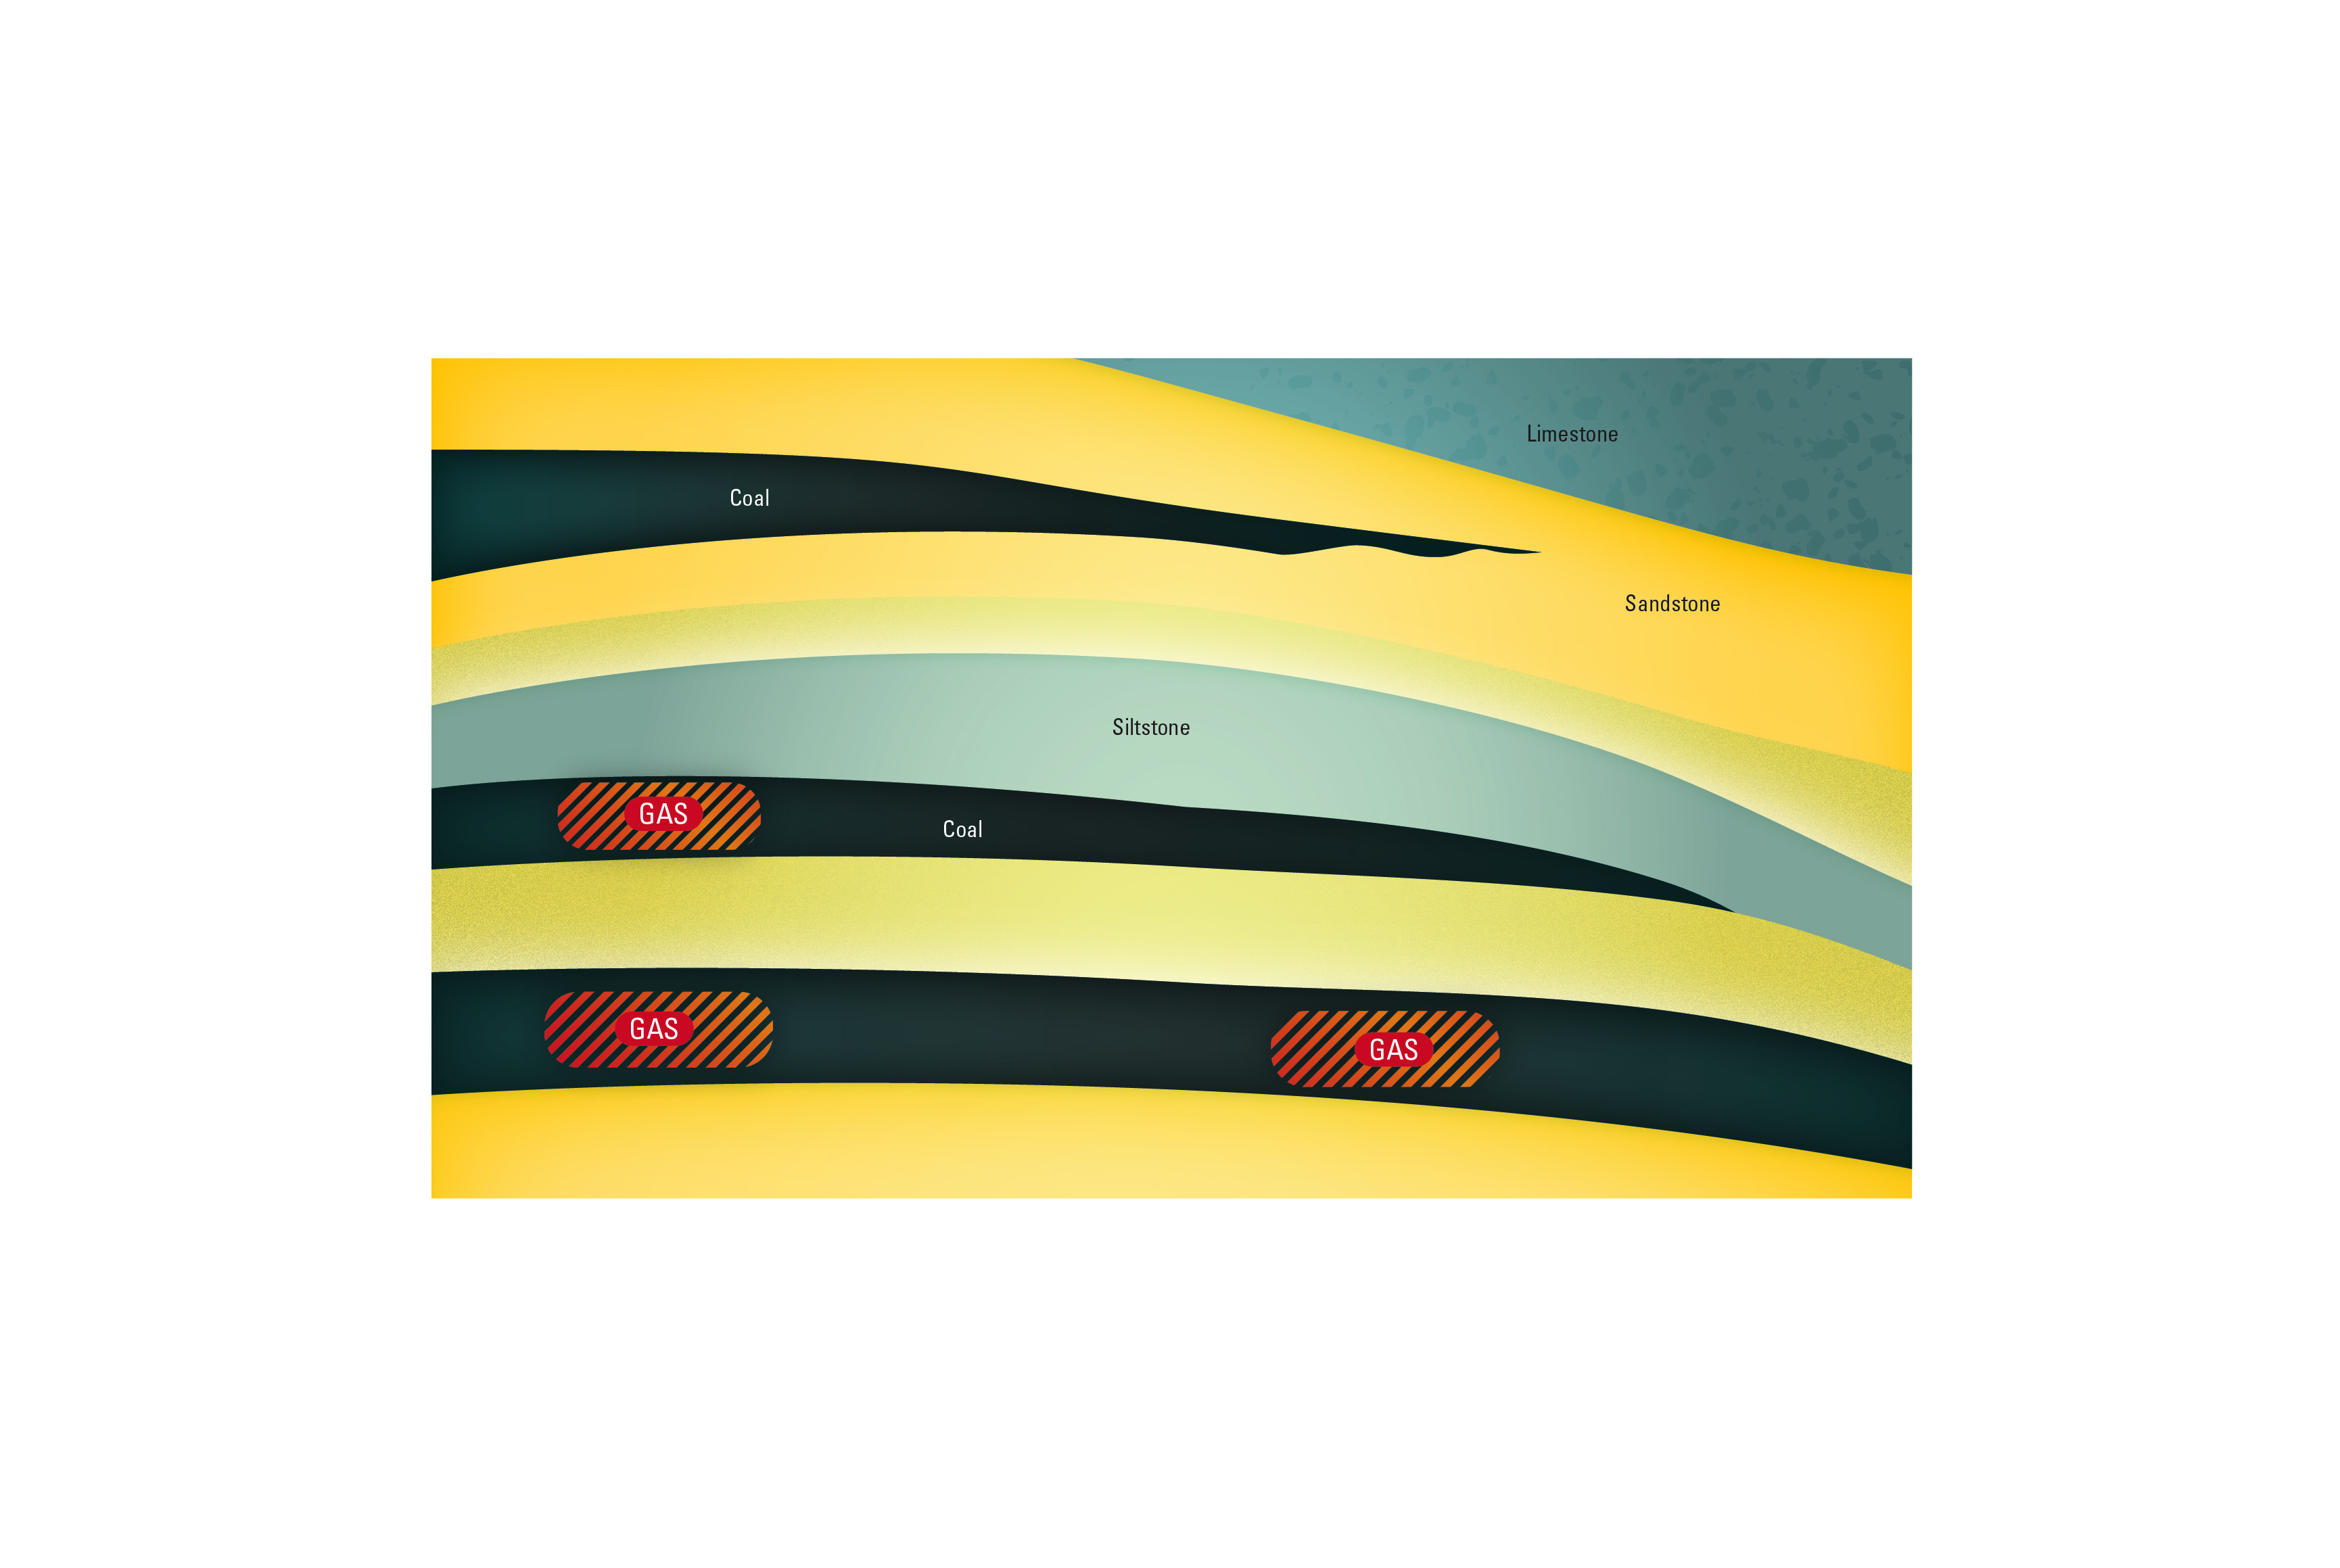 Limestone
Coal
Sandstone
Siltstone
GAS
Coal
GAS
GAS